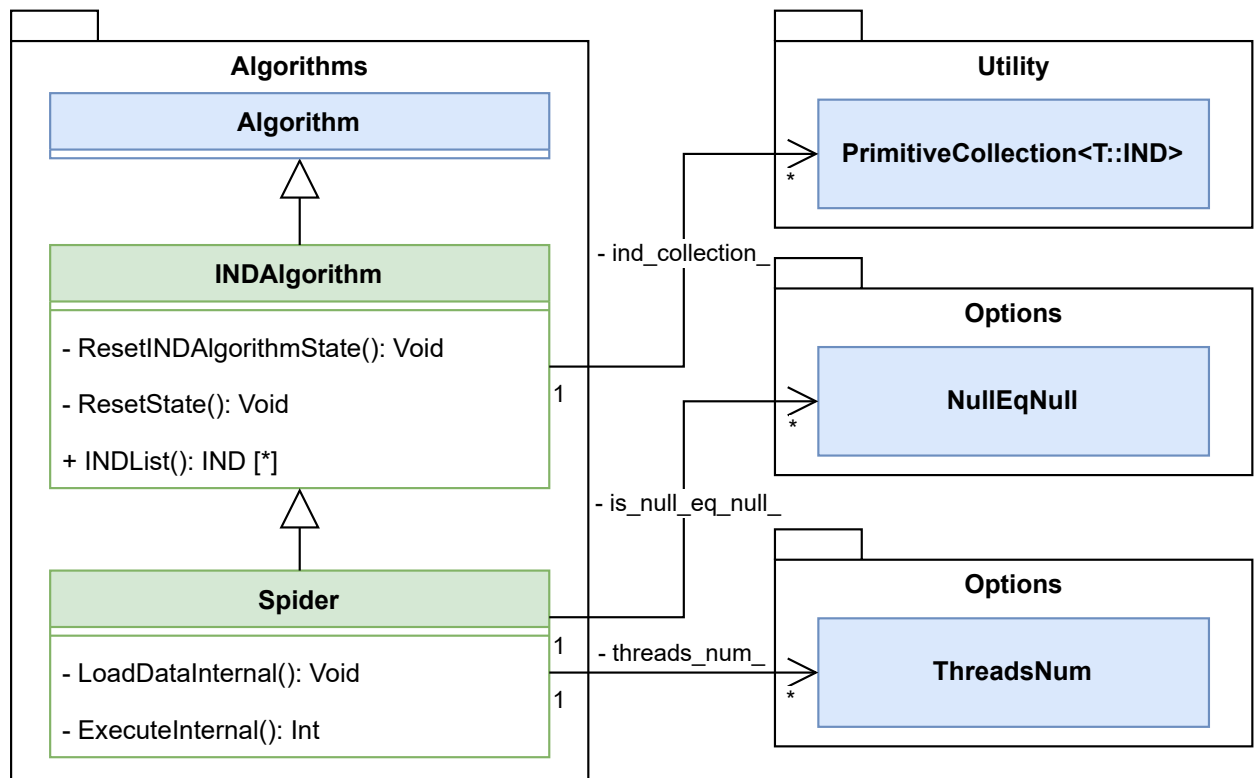 Algorithms
Algorithm
INDAlgorithm
- ResetINDAlgorithmState(): Void
- ResetState(): Void
+ INDList(): IND [*]
1
Spider
- LoadDataInternal(): Void
- ExecuteInternal(): Int
1
1
- ind_collection_
- is_null_eq_null_
- threads_num_
Utility
PrimitiveCollection<T::IND>
*
Options
NullEqNull
*
Options
ThreadsNum
*